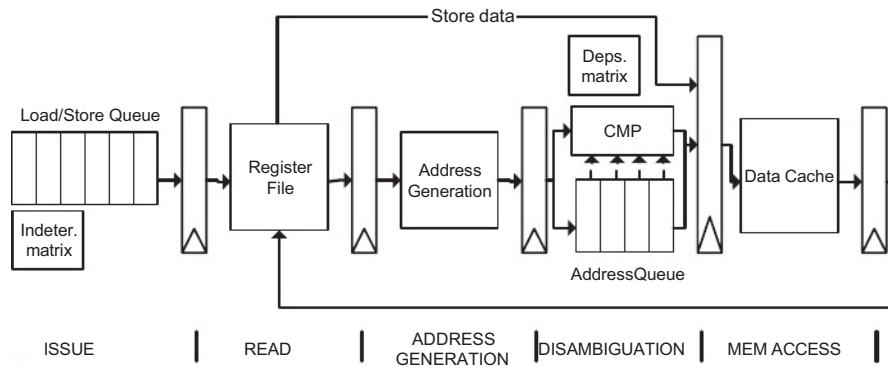 Store data
Deps.
matrix
Load/Store Queue
CMP
Register
File
Address
Generation
Data Cache
Indeter.
matrix
AddressQueue
ISSUE
READ
ADDRESS
GENERATION
DISAMBIGUATION
MEM ACCESS